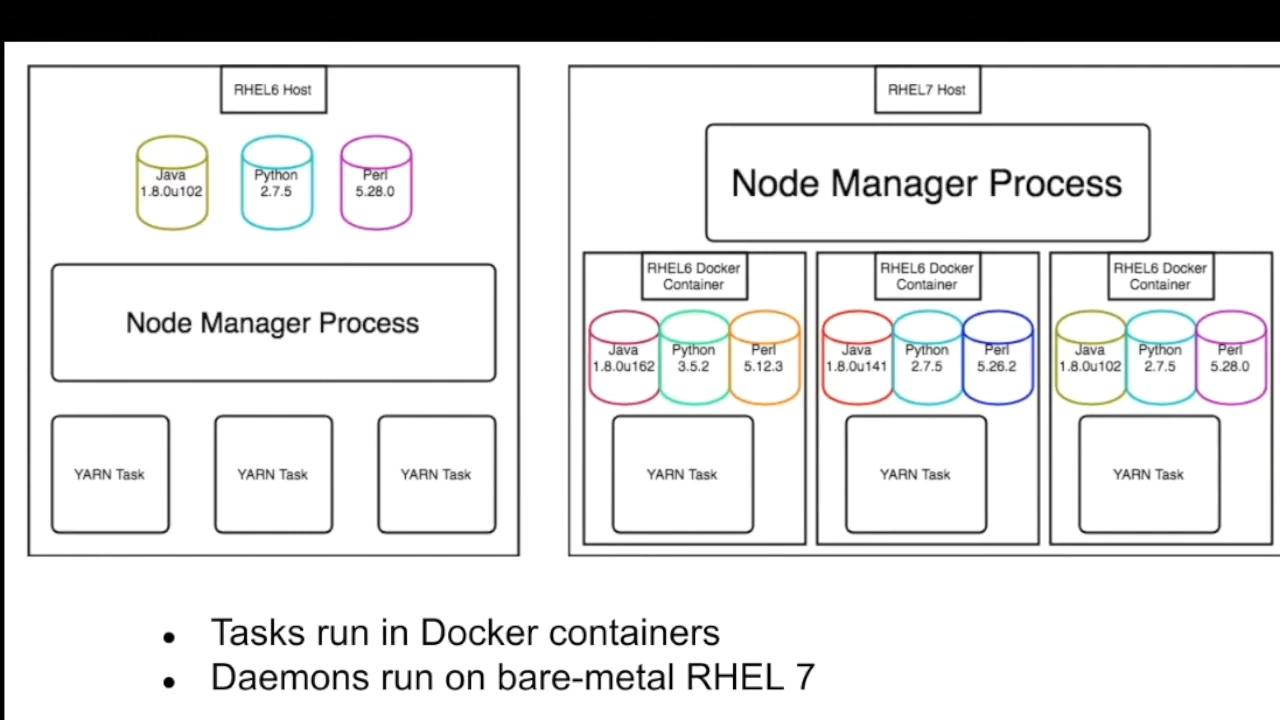 RHEL6 Host
Java
1.8.0u102
Python
2.7.5
Perl
5.28.0
Node Manager Process
YARN Task
YARN Task
YARN Task
RHEL7 Host
Node Manager Process
RHEL6 Docker
Container
Java
1.8.0u162
Python
3.5.2
Perl
5.12.3
YARN Task
RHEL6 Docker
Container
Java
1.8.0u141
Python
2.7.5
Perl
5.26.2
YARN Task
RHEL6 Docker
Container
Java
1.8.0u102
Python
2.7.5
Perl
5.28.0
YARN Task
• Tasks run in Docker containers
• Daemons run on bare-metal RHEL 7